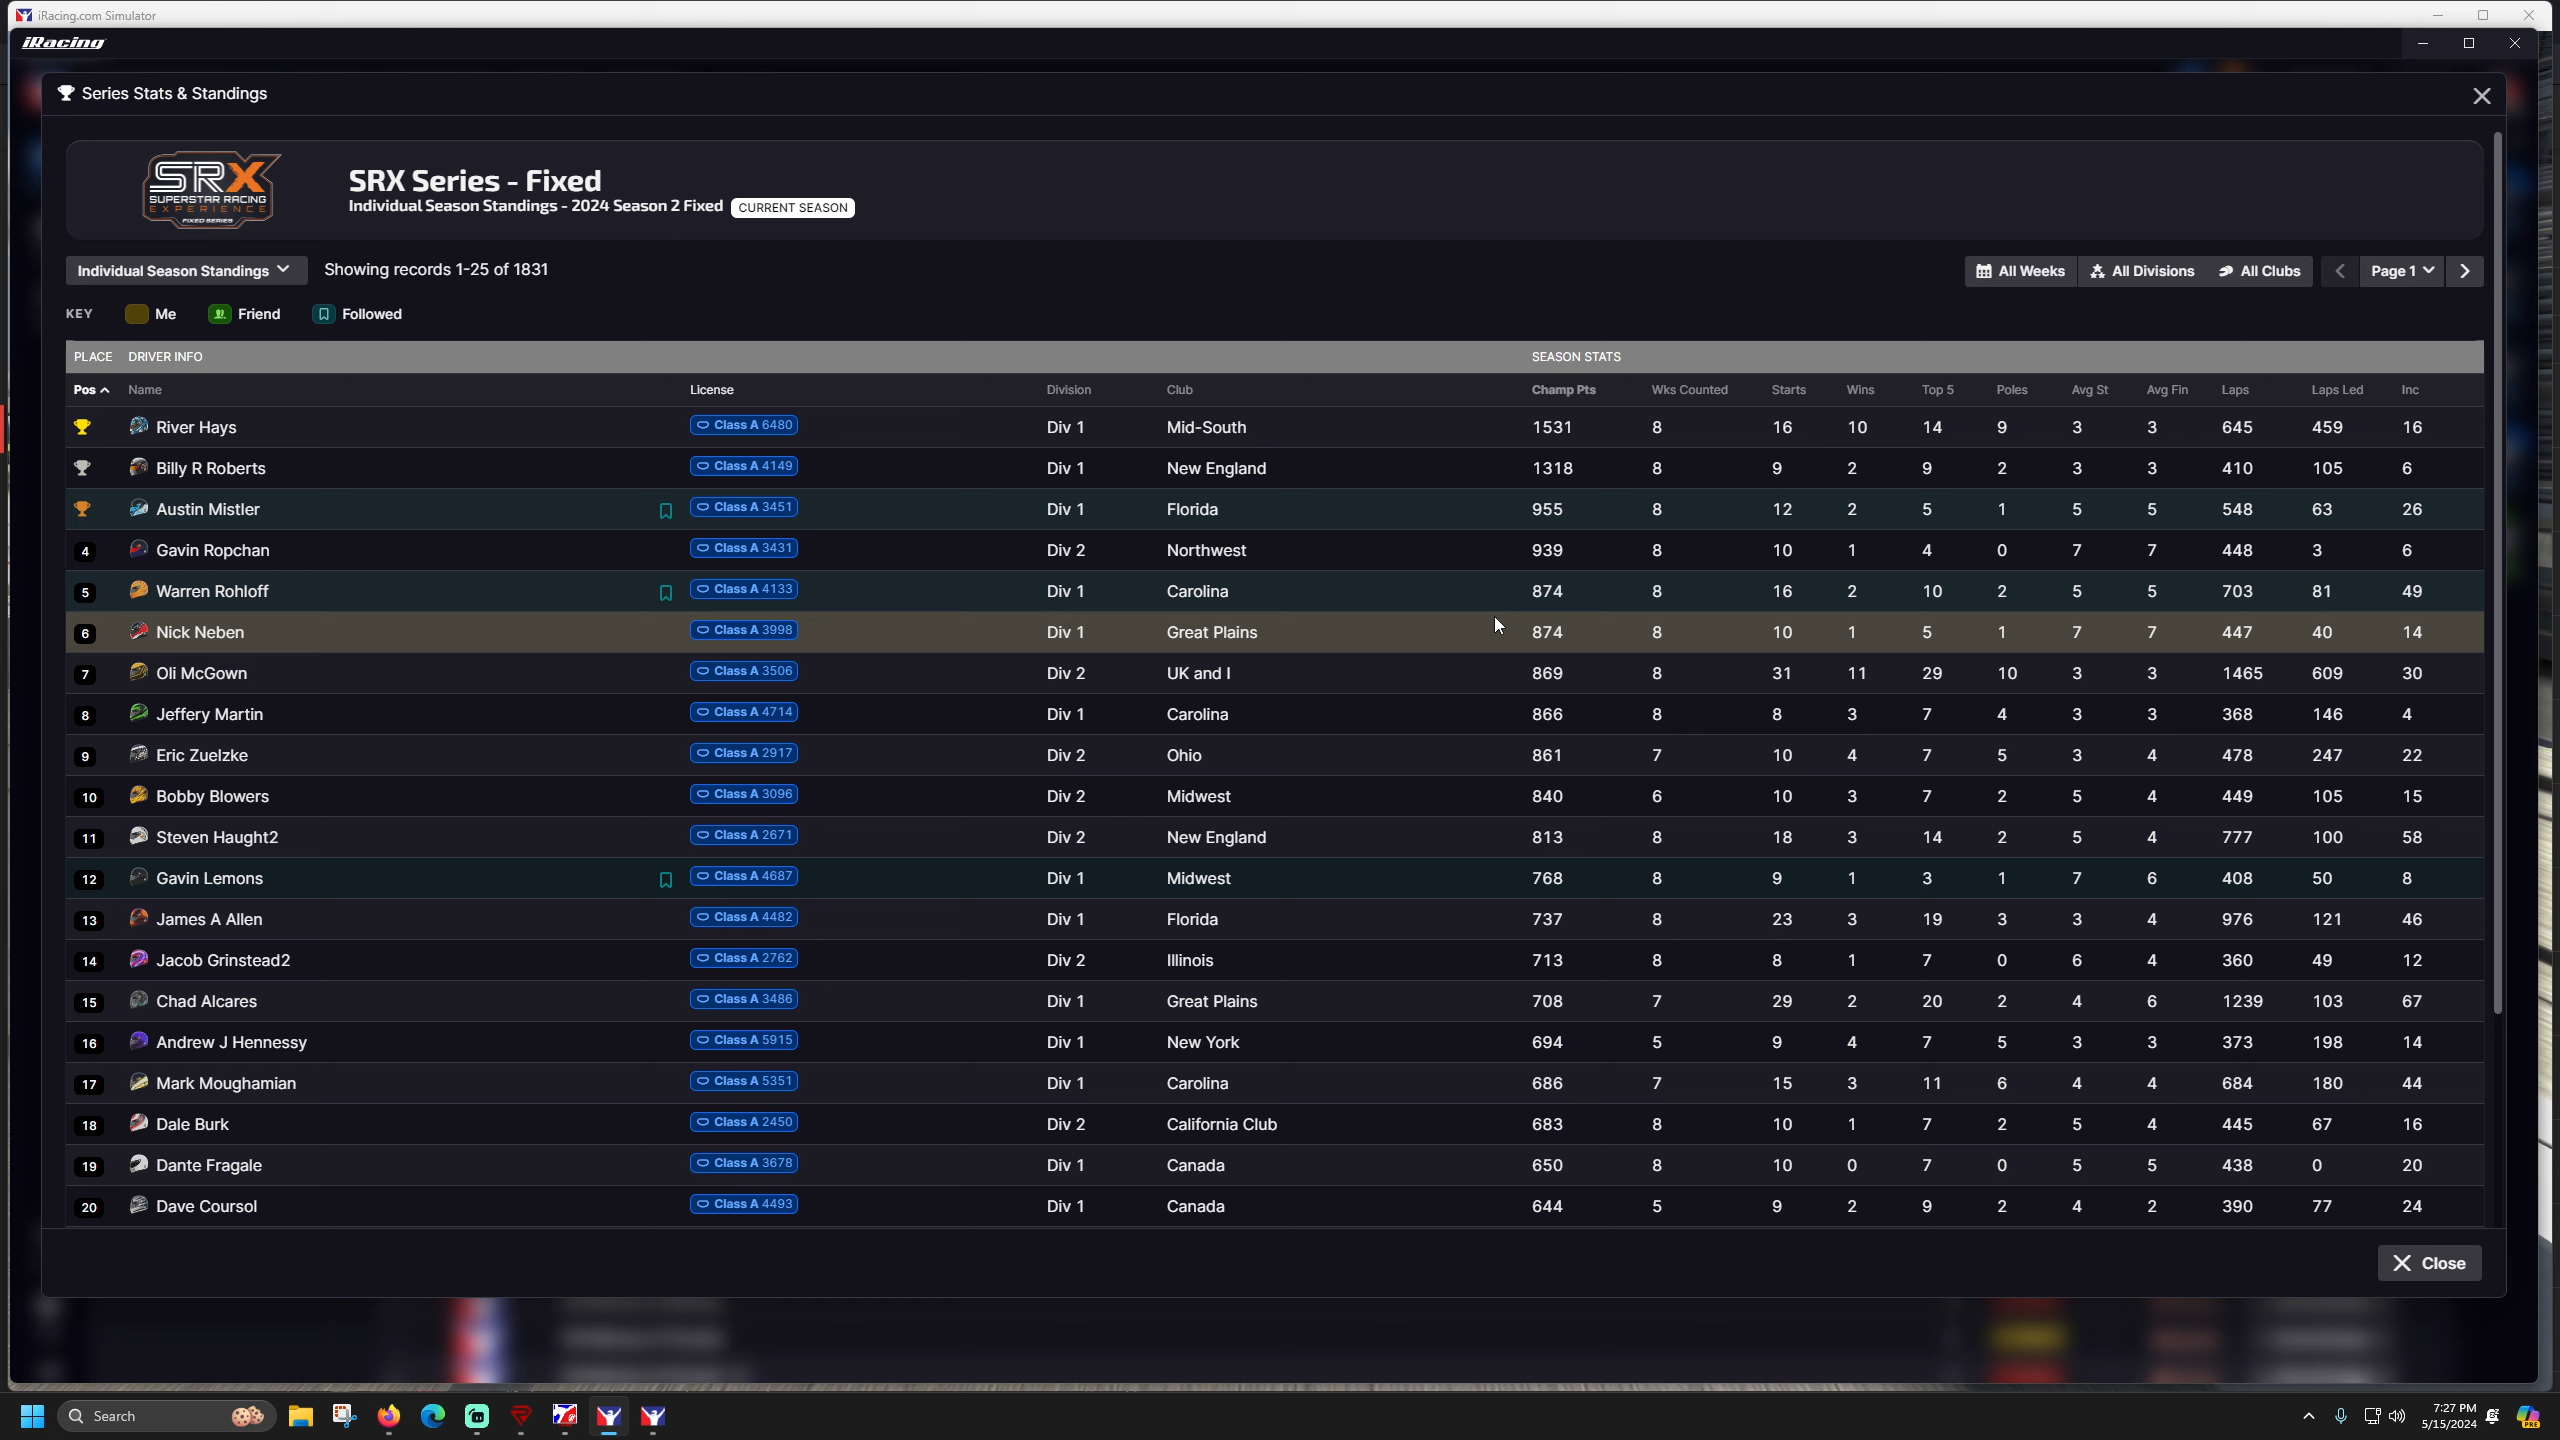 iRacing.com Simulator
iRacing
Series Stats & Standings
SRX
SUPERSTAR RACING
EXPERIENCE
FIXED SERIES
SRX Series - Fixed
Individual Season Standings - 2024 Season 2 Fixed CURRENT SEASON
Individual Season Standings Showing records 1-25 of 1831 All Weeks All Divisions All Clubs Page 1
KEY Me Friend Followed
PLACE DRIVER INFO SEASON STATS
Pos Name License Division Club Champ Pts Wks Counted Starts Wins Top 5 Poles Avg St Avg Fin Laps Laps Led Inc
River Hays Class A 6480 Div 1 Mid-South 1531 8 16 10 14 9 3 3 645 459 16
Billy R Roberts Class A 4149 Div 1 New England 1318 8 9 2 9 2 3 3 410 105 6
Austin Mistler Class A 3451 Div 1 Florida 955 8 12 2 5 1 5 5 548 63 26
4 Gavin Ropchan Class A 3431 Div 2 Northwest 939 8 10 1 4 0 7 7 448 3 6
5 Warren Rohloff Class A 4133 Div 1 Carolina 874 8 16 2 10 2 5 5 703 81 49
6 Nick Neben Class A 3998 Div 1 Great Plains 874 8 10 1 5 1 7 7 447 40 14
7 Oli McGown Class A 3506 Div 2 UK and I 869 8 31 11 29 10 3 3 1465 609 30
8 Jeffery Martin Class A 4714 Div 1 Carolina 866 8 8 3 7 4 3 3 368 146 4
9 Eric Zuelzke Class A 2917 Div 2 Ohio 861 7 10 4 7 5 3 4 478 247 22
10 Bobby Blowers Class A 3096 Div 2 Midwest 840 6 10 3 7 2 5 4 449 105 15
11 Steven Haught2 Class A 2671 Div 2 New England 813 8 18 3 14 2 5 4 777 100 58
12 Gavin Lemons Class A 4687 Div 1 Midwest 768 8 9 1 3 1 7 6 408 50 8
13 James A Allen Class A 4482 Div 1 Florida 737 8 23 3 19 3 3 4 976 121 46
14 Jacob Grinstead2 Class A 2762 Div 2 Illinois 713 8 8 1 7 0 6 4 360 49 12
15 Chad Alcares Class A 3486 Div 1 Great Plains 708 7 29 2 20 2 4 6 1239 103 67
16 Andrew J Hennessy Class A 5915 Div 1 New York 694 5 9 4 7 5 3 3 373 198 14
17 Mark Moughamian Class A 5351 Div 1 Carolina 686 7 15 3 11 6 4 4 684 180 44
18 Dale Burk Class A 2450 Div 2 California Club 683 8 10 1 7 2 5 4 445 67 16
19 Dante Fragale Class A 3678 Div 1 Canada 650 8 10 0 7 0 5 5 438 0 20
20 Dave Coursol Class A 4493 Div 1 Canada 644 5 9 2 9 2 4 2 390 77 24
Close
Search
7:27 PM
5/15/2024
PRE